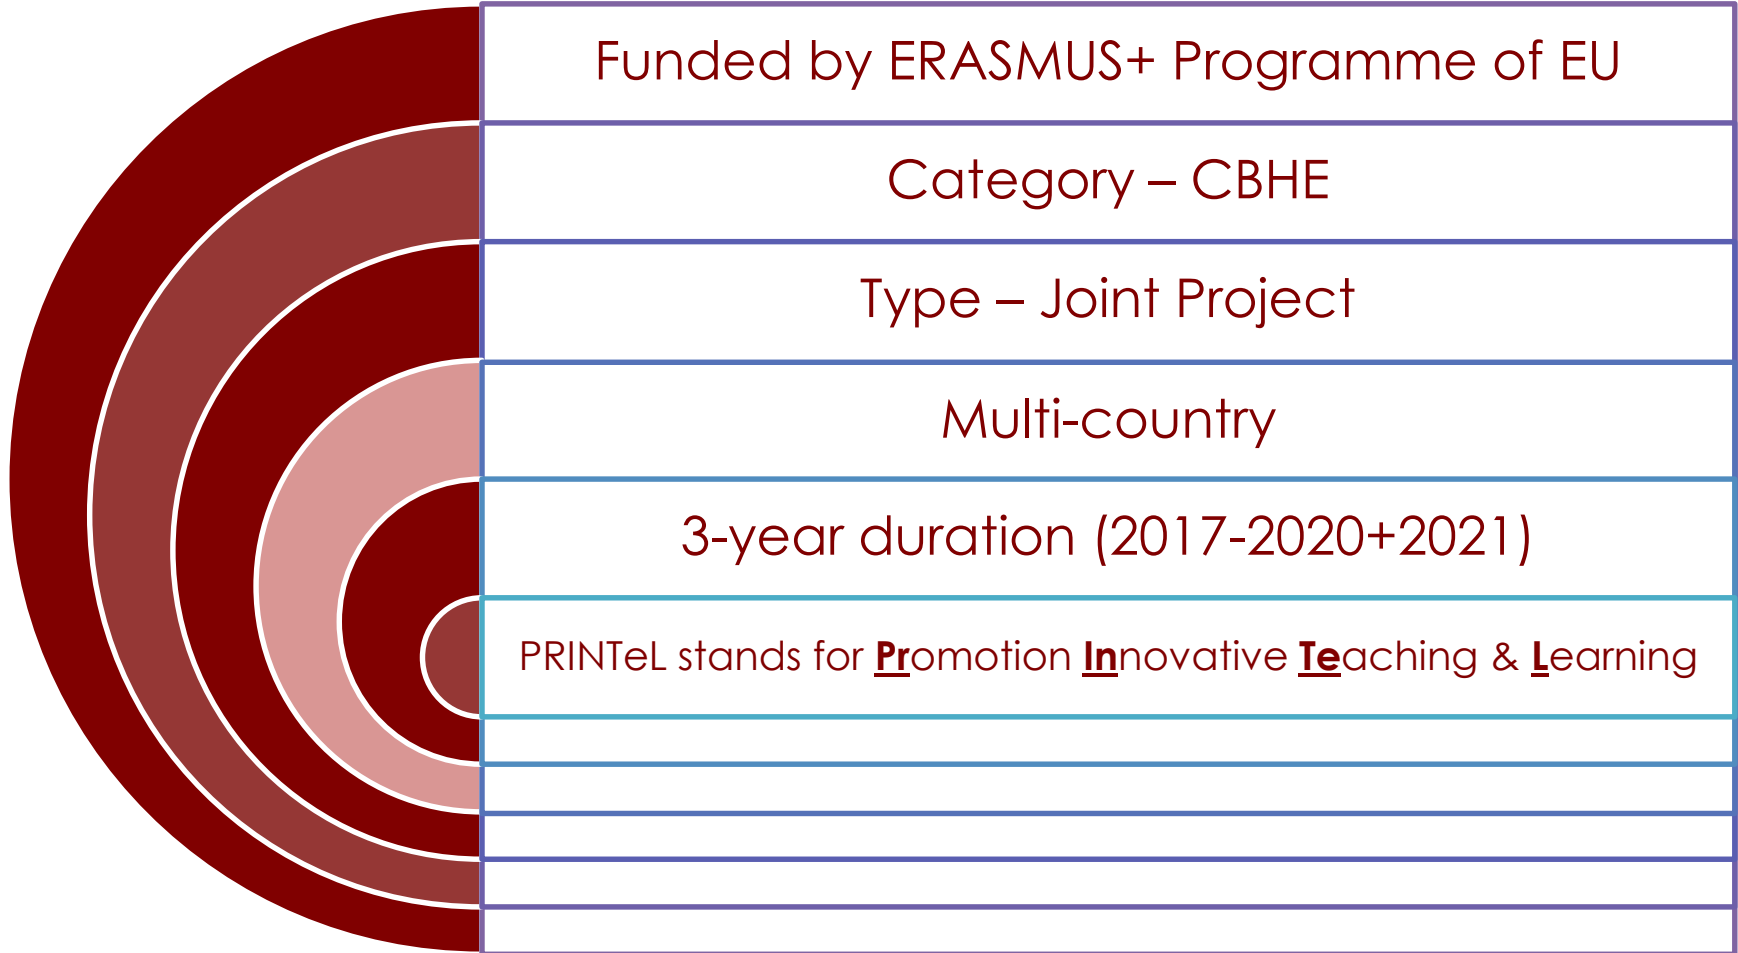 Funded by ERASMUS+ Programme of EU
Category – CBHE
Type – Joint Project
Multi-country
3-year duration (2017-2020+2021)
PRINTeL stands for Promotion Innovative Teaching & Learning